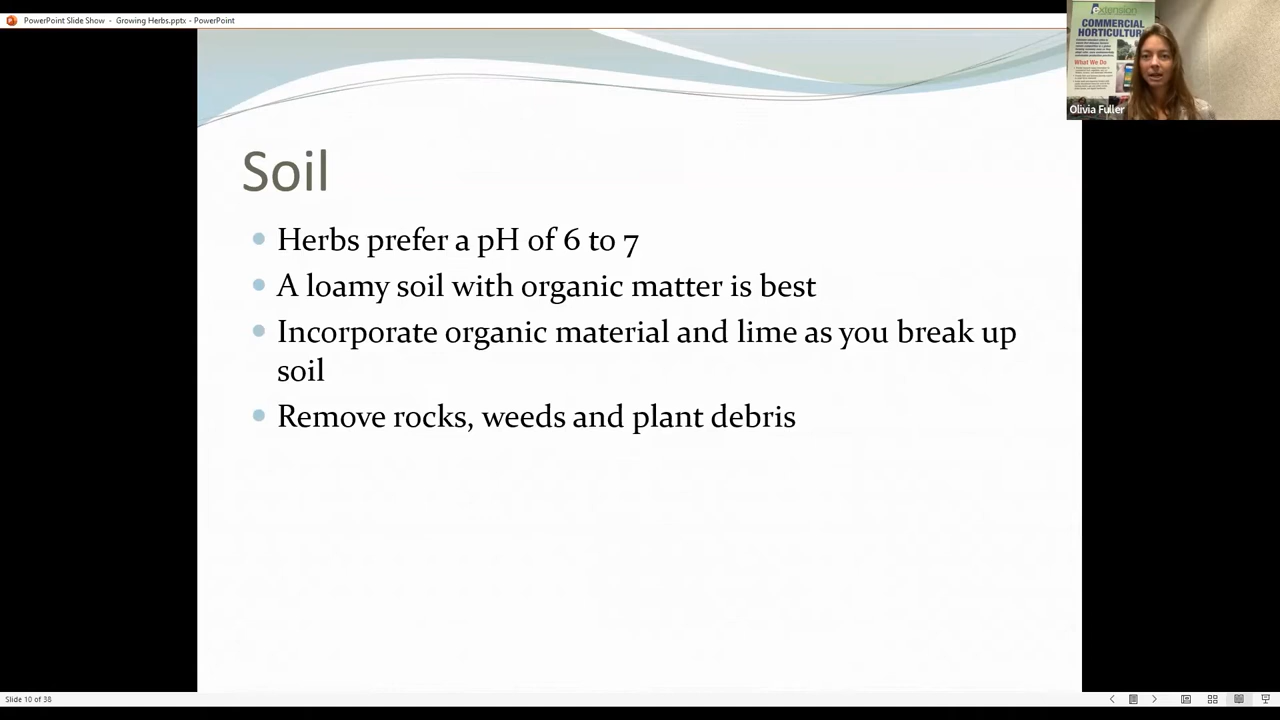 PowerPoint Slide Show - Growing Herbs.pptx - PowerPoint
extension
COMMERCIAL
HORTICULTURE
What We Do
Olivia Fuller
Soil
Herbs prefer a pH of 6 to 7
A loamy soil with organic matter is best
Incorporate organic material and lime as you break up
soil
Remove rocks, weeds and plant debris
Slide 10 of 38